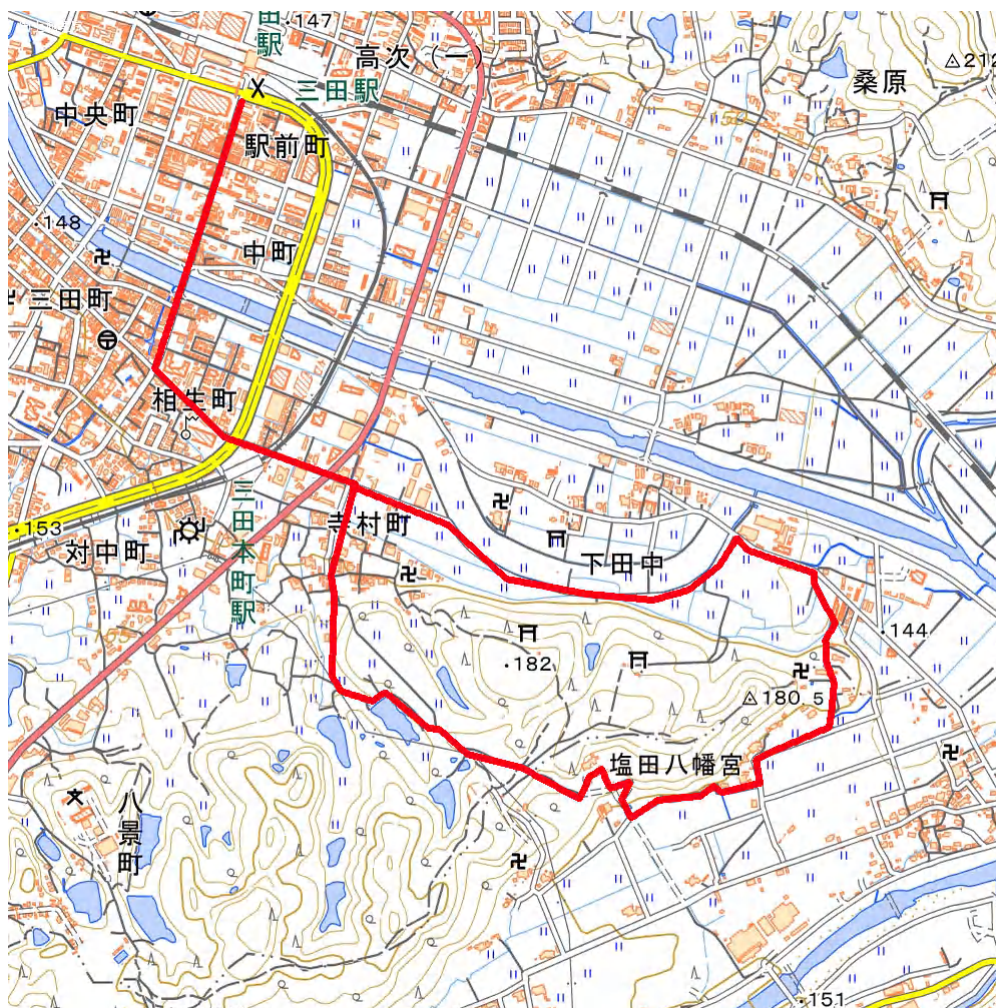 田駅
147
高次（一）
三田駅
桑原
212
中央町
駅前町
148
中町
三田町
相生町
153
対中町
三田本町駅
寺村町
下田中
144
182
180.5
塩田八幡宮
八景町
151